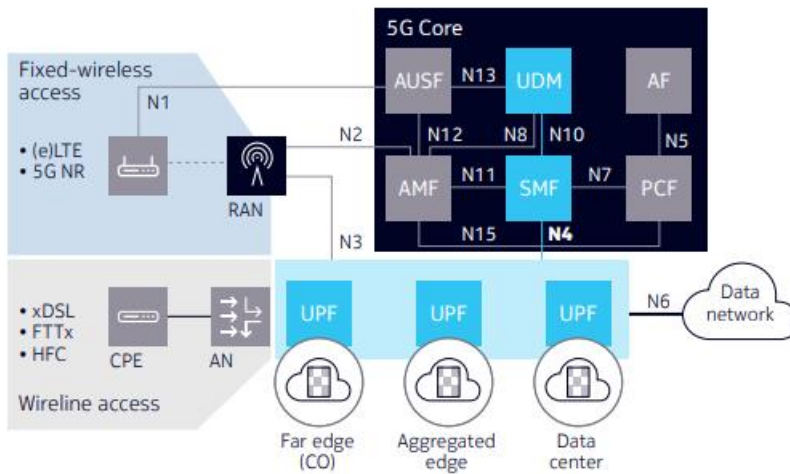 5G Core
Fixed-wireless
access
AUSF
N13
UDM
AF
N1
N2
N12
N8
N10
N5
• (e)LTE
• 5G NR
RAN
AMF
N11
SMF
N7
PCF
N3
N15
N4
• xDSL
• FTTx
• HFC
CPE
AN
UPF
UPF
UPF
N6
Data
network
Wireline access
Far edge
(CO)
Aggregated
edge
Data
center